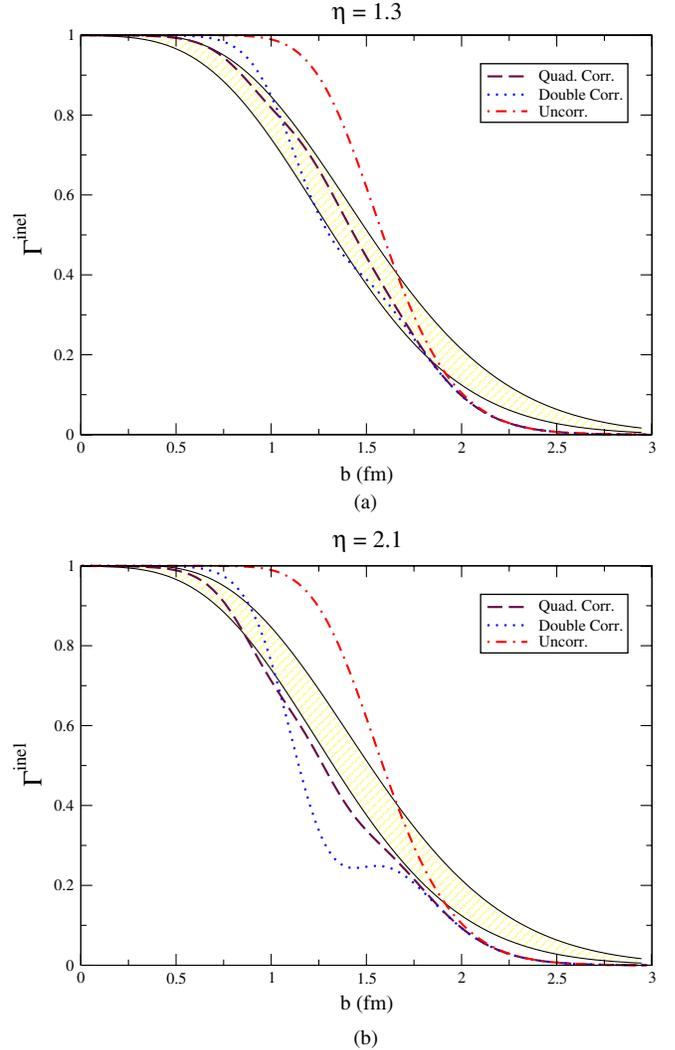 η = 1.3
1
0.8
0.6
0.4
0.2
0
Γinel
Quad. Corr.
Double Corr.
Uncorr.
0 0.5 1 1.5 2 2.5 3
b (fm)
(a)
η = 2.1
1
0.8
0.6
0.4
0.2
0
Γinel
Quad. Corr.
Double Corr.
Uncorr.
0 0.5 1 1.5 2 2.5 3
b (fm)
(b)